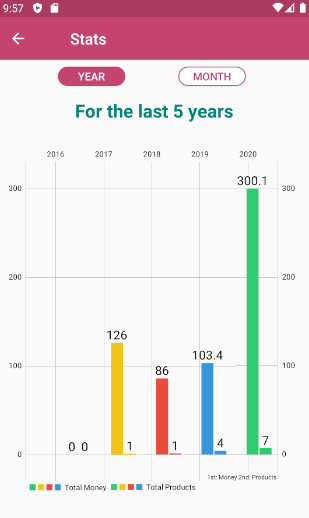 9:57
Stats
YEAR MONTH
For the last 5 years
2016 2017 2018 2019 2020
300.1
300 300
200 200
126
103.4
100 100
86
0 0 1 1 4 7
0 0
1st: Money 2nd: Products
Total Money Total Products